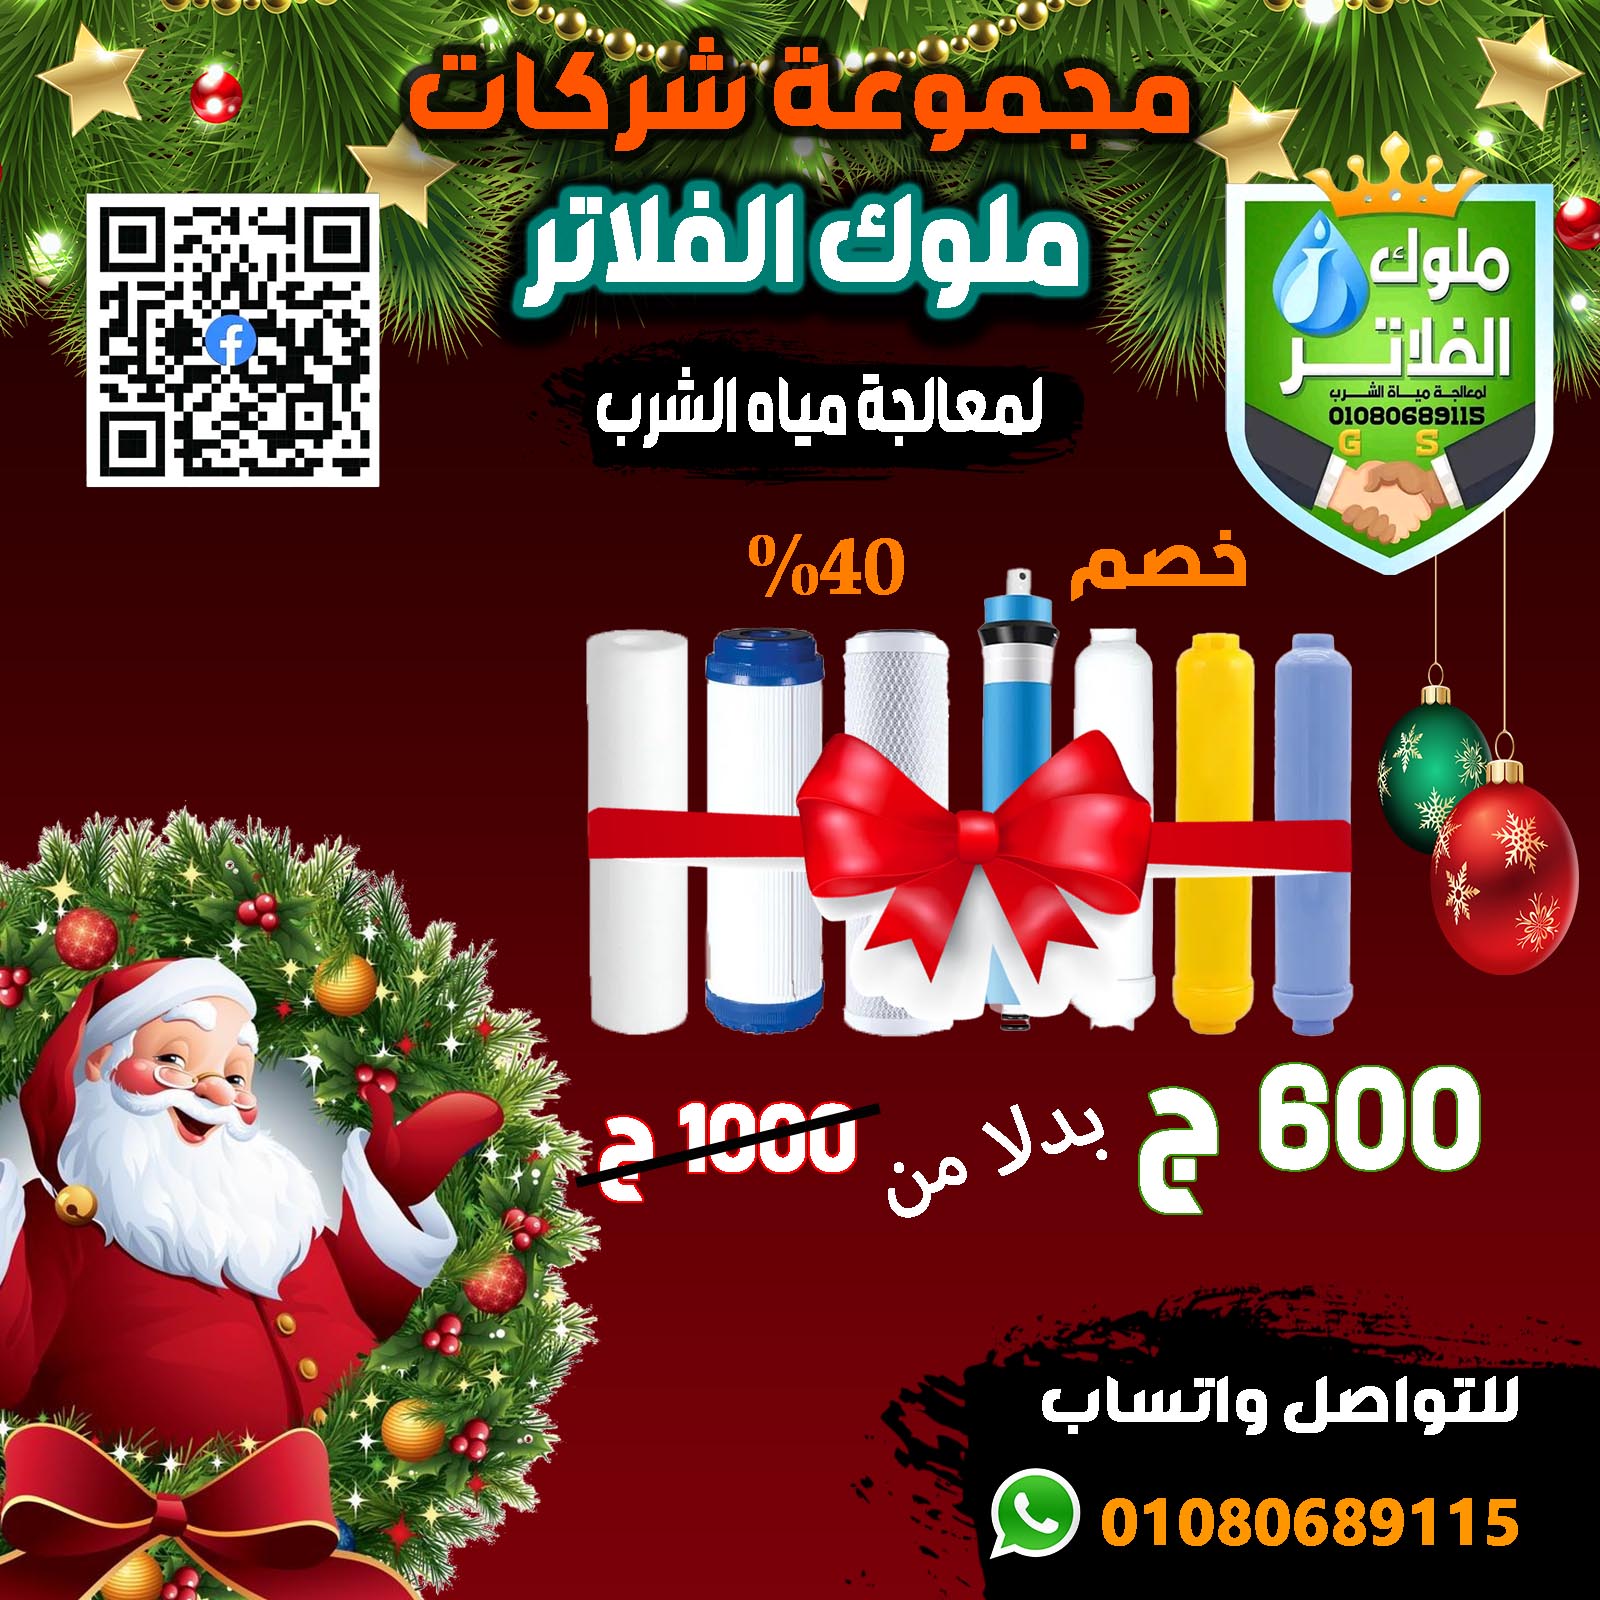 مجموعة شركات
ملوك الفلاتر
لمعالجة مياه الشرب
ملوك
الفلاتر
لمعالجة مياة الشرب
01080689115
G S
خصم 40%
600 ج بدلا من 1000 ج
للتواصل واتساب
01080689115